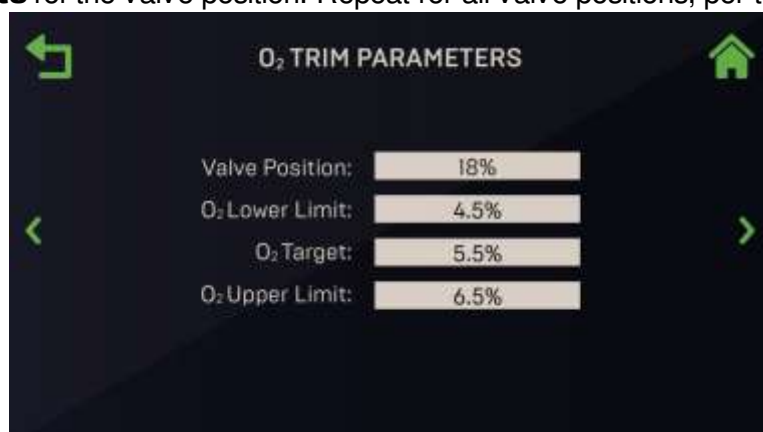 ts for the valve position. Repeat for all valve positions, per t
O₂ TRIM PARAMETERS
Valve Position: 18%
O₂ Lower Limit: 4.5%
O₂ Target: 5.5%
O₂ Upper Limit: 6.5%